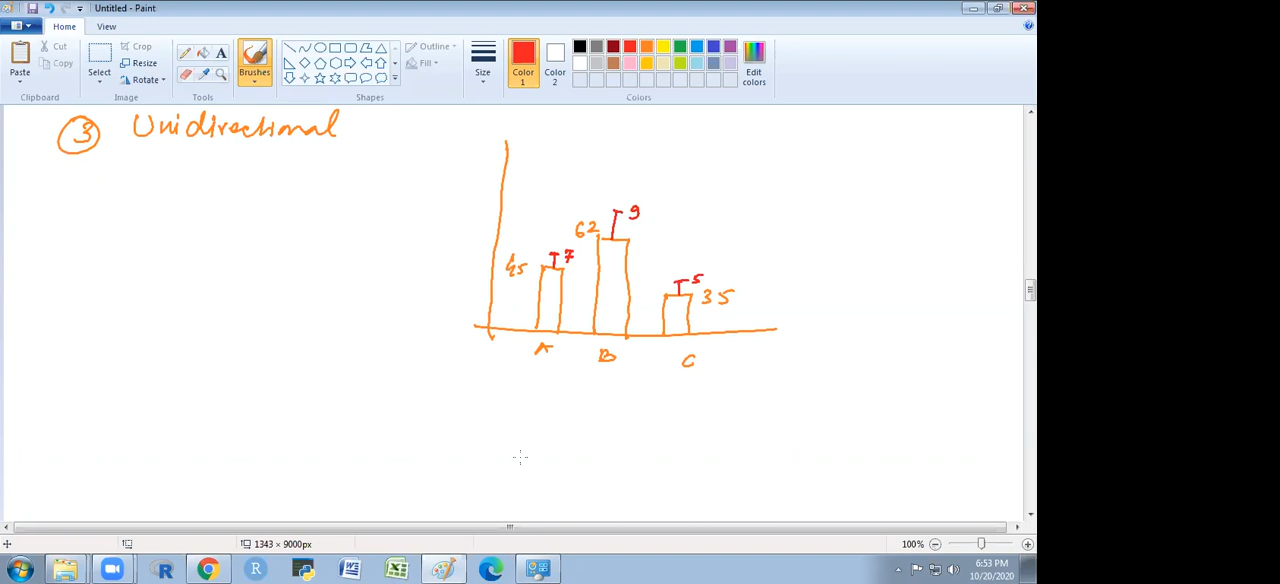 Untitled - Paint
Home View
Paste
Cut
Copy
Clipboard
Select
Crop
Resize
Rotate
Image
A
Tools
Brushes
Outline
Fill
Shapes
Size
Color 1
Color 2
Edit colors
Colors
3 Unidirectional
9
62
7
45
5
35
A B C
1343 × 9000px
100%
R R W X
6:53 PM
10/20/2020